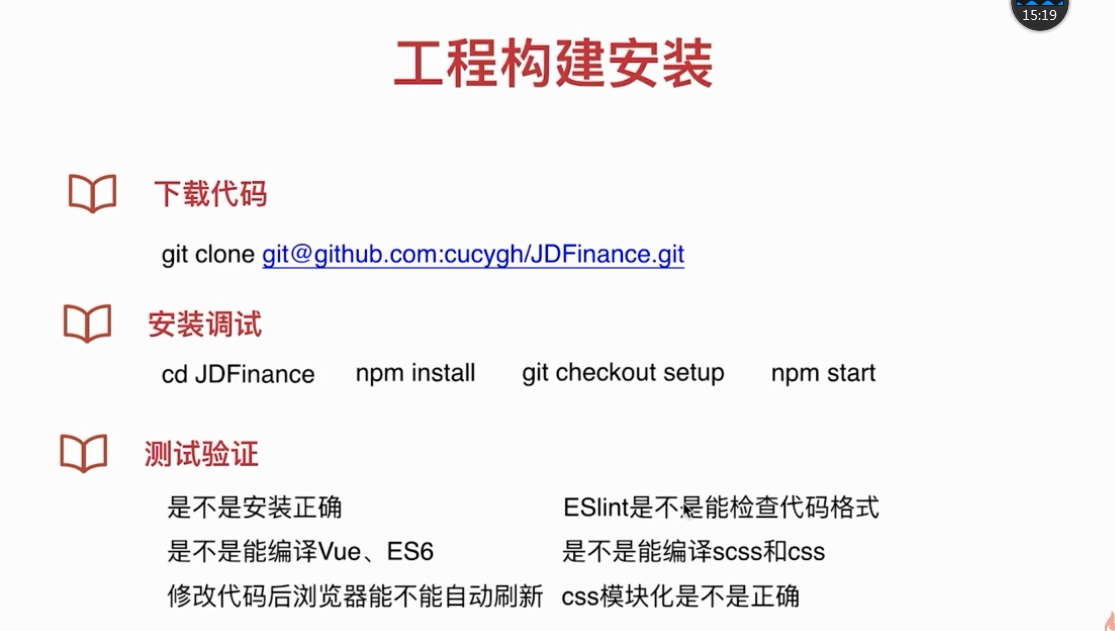 15:19
工程构建安装
下载代码
git clone git@github.com:cucygh/JDFinance.git
安装调试
cd JDFinance npm install git checkout setup npm start
测试验证
是不是安装正确 ESlint是不是能检查代码格式
是不是能编译Vue、ES6 是不是能编译scss和css
修改代码后浏览器能不能自动刷新 css模块化是不是正确